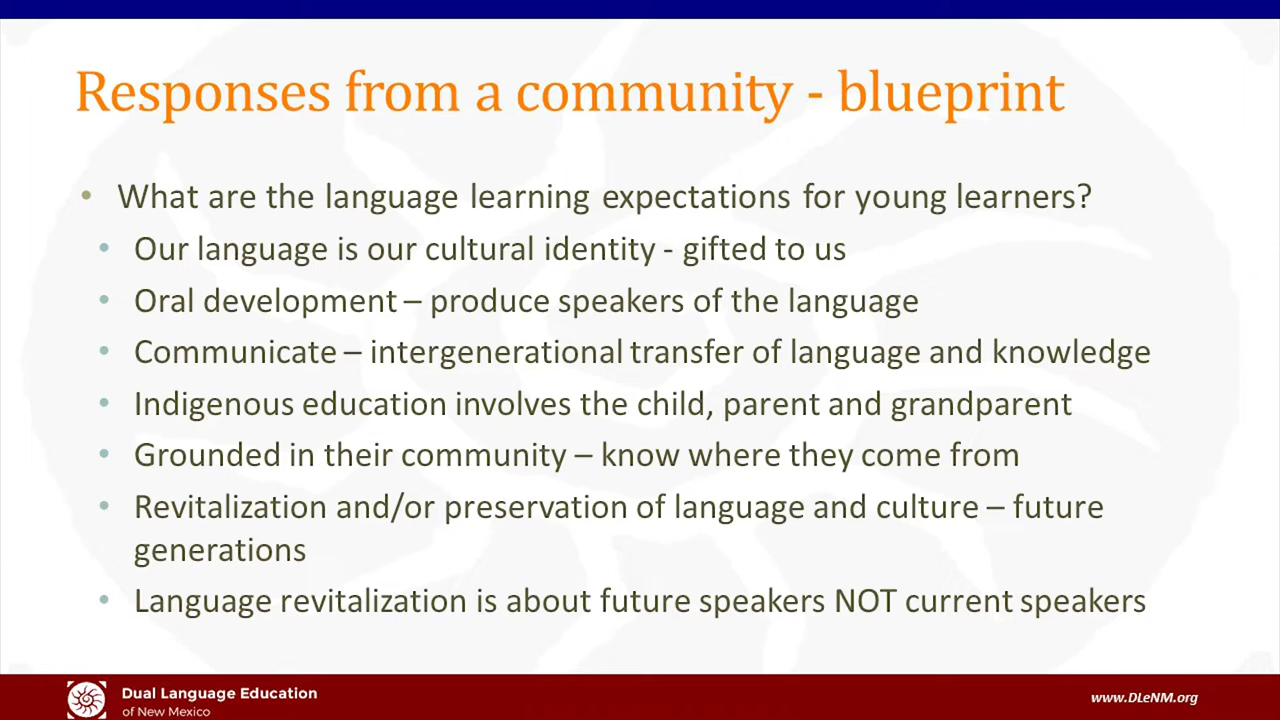 Responses from a community - blueprint
• What are the language learning expectations for young learners?
• Our language is our cultural identity - gifted to us
• Oral development – produce speakers of the language
• Communicate – intergenerational transfer of language and knowledge
• Indigenous education involves the child, parent and grandparent
• Grounded in their community – know where they come from
• Revitalization and/or preservation of language and culture – future
generations
• Language revitalization is about future speakers NOT current speakers
Dual Language Education
of New Mexico
www.DLeNM.org